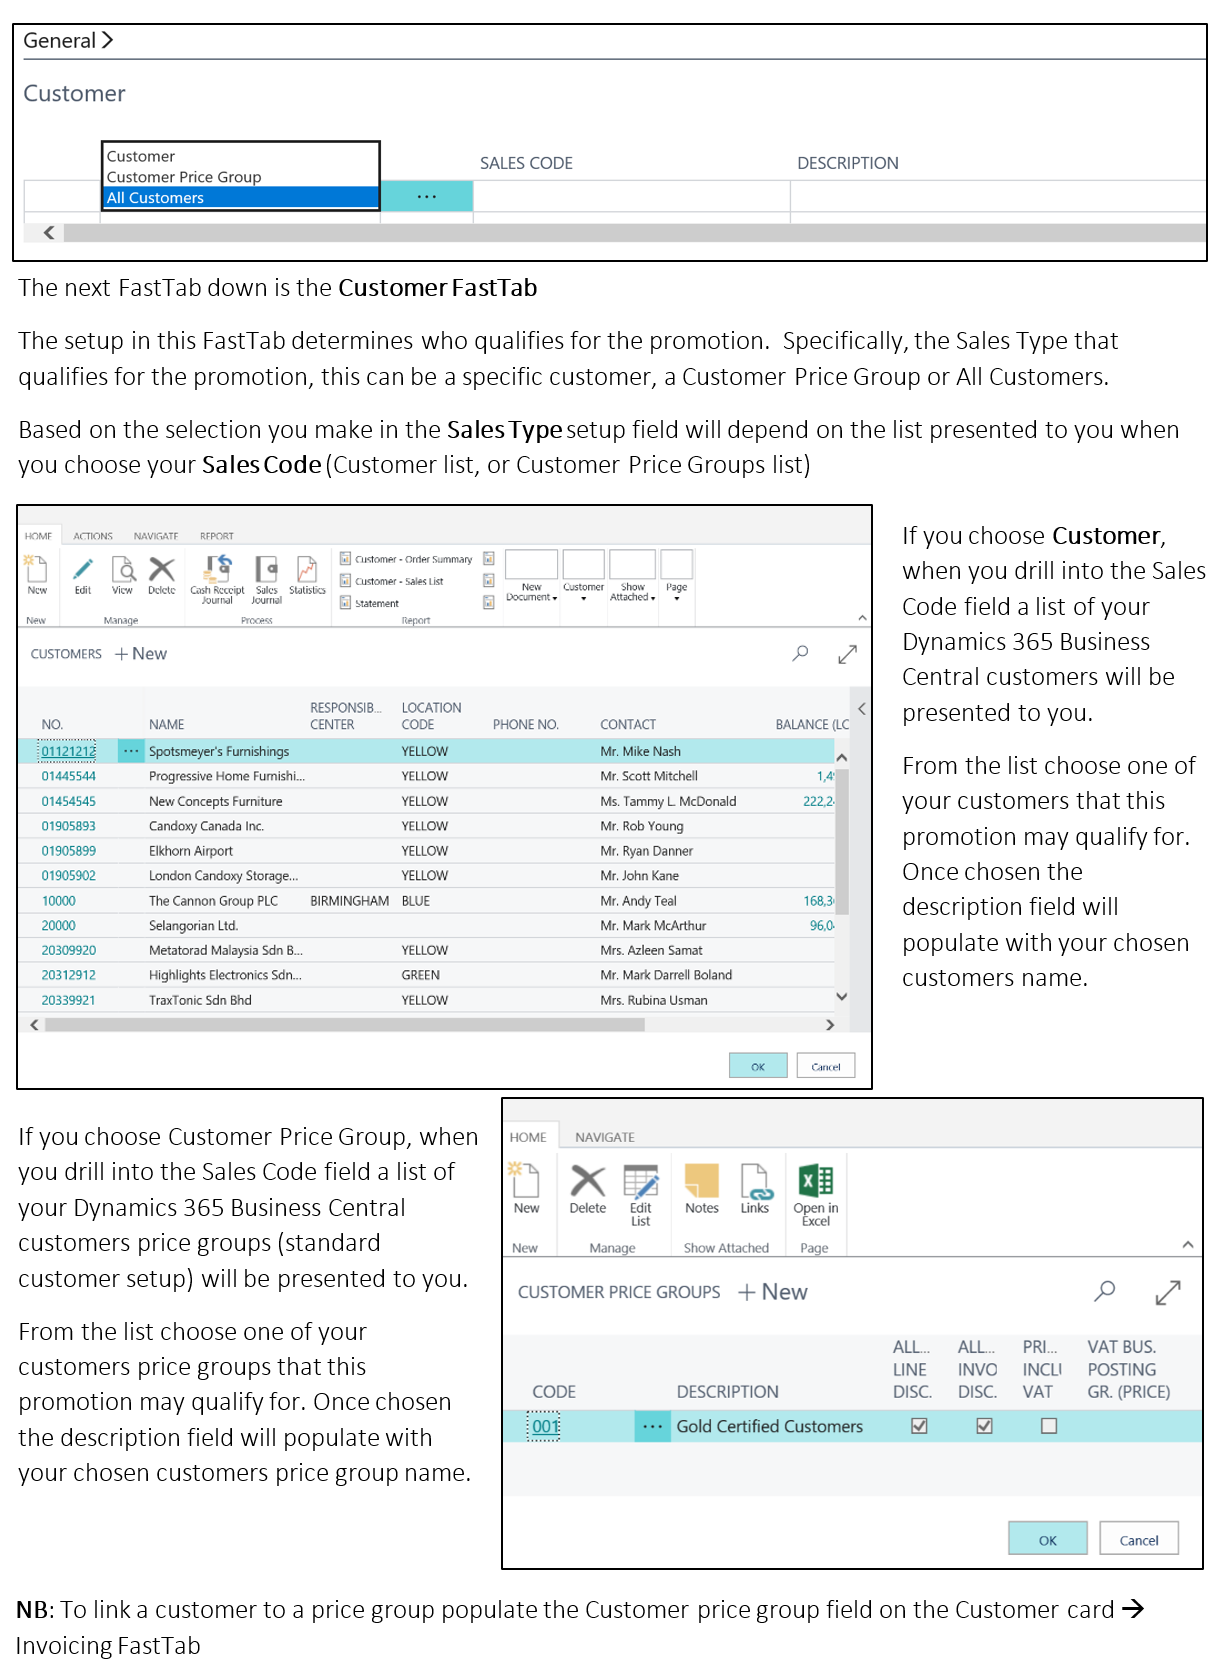 General
Customer
Customer
Customer Price Group
All Customers
SALES CODE
DESCRIPTION
...
The next FastTab down is the Customer FastTab
The setup in this FastTab determines who qualifies for the promotion. Specifically, the Sales Type that
qualifies for the promotion, this can be a specific customer, a Customer Price Group or All Customers.
Based on the selection you make in the Sales Type setup field will depend on the list presented to you when
you choose your Sales Code (Customer list, or Customer Price Groups list)
HOME ACTIONS NAVIGATE REPORT
New
Edit View Delete
Cash Receipt Journal
Sales Journal
Statistics
Customer - Order Summary
Customer - Sales List
Statement
New Document
Customer
Show Attached
Page
New Manage Process Report
CUSTOMERS + New
NO. NAME RESPONSIB... CENTER LOCATION CODE PHONE NO. CONTACT BALANCE (LC
01121212 ... Spotsmeyer's Furnishings YELLOW Mr. Mike Nash
01445544 Progressive Home Furnishi... YELLOW Mr. Scott Mitchell 1,4
01454545 New Concepts Furniture YELLOW Ms. Tammy L. McDonald 222,2
01905893 Candoxy Canada Inc. YELLOW Mr. Rob Young
01905899 Elkhorn Airport YELLOW Mr. Ryan Danner
01905902 London Candoxy Storage... YELLOW Mr. John Kane
10000 The Cannon Group PLC BIRMINGHAM BLUE Mr. Andy Teal 168,3
20000 Selangorian Ltd. Mr. Mark McArthur 96,0
20309920 Metatorad Malaysia Sdn B... YELLOW Mrs. Azleen Samat
20312912 Highlights Electronics Sdn... GREEN Mr. Mark Darrell Boland
20339921 TraxTonic Sdn Bhd YELLOW Mrs. Rubina Usman
OK Cancel
If you choose Customer,
when you drill into the Sales
Code field a list of your
Dynamics 365 Business
Central customers will be
presented to you.
From the list choose one of
your customers that this
promotion may qualify for.
Once chosen the
description field will
populate with your chosen
customers name.
If you choose Customer Price Group, when
you drill into the Sales Code field a list of
your Dynamics 365 Business Central
customers price groups (standard
customer setup) will be presented to you.
From the list choose one of your
customers price groups that this
promotion may qualify for. Once chosen
the description field will populate with
your chosen customers price group name.
HOME NAVIGATE
New
Delete
Edit List
Notes
Links
Open in Excel
New Manage Show Attached Page
CUSTOMER PRICE GROUPS + New
CODE DESCRIPTION ALL... LINE DISC. ALL... INVO DISC. PRI... INCLI VAT VAT BUS. POSTING GR. (PRICE)
001 ... Gold Certified Customers
OK Cancel
NB: To link a customer to a price group populate the Customer price group field on the Customer card →
Invoicing FastTab